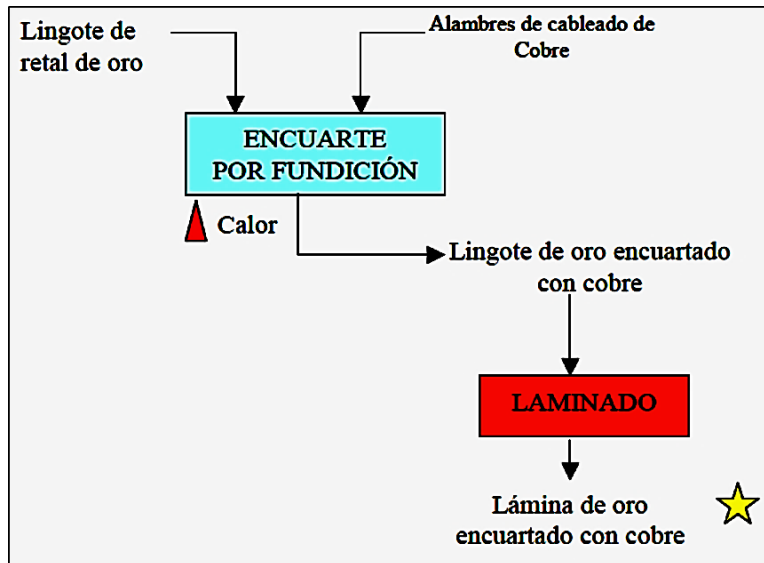 Lingote de
retal de oro
Alambres de cableado de
Cobre
ENCUARTE
POR FUNDICIÓN
Calor
Lingote de oro encuartado
con cobre
LAMINADO
Lámina de oro
encuartado con cobre